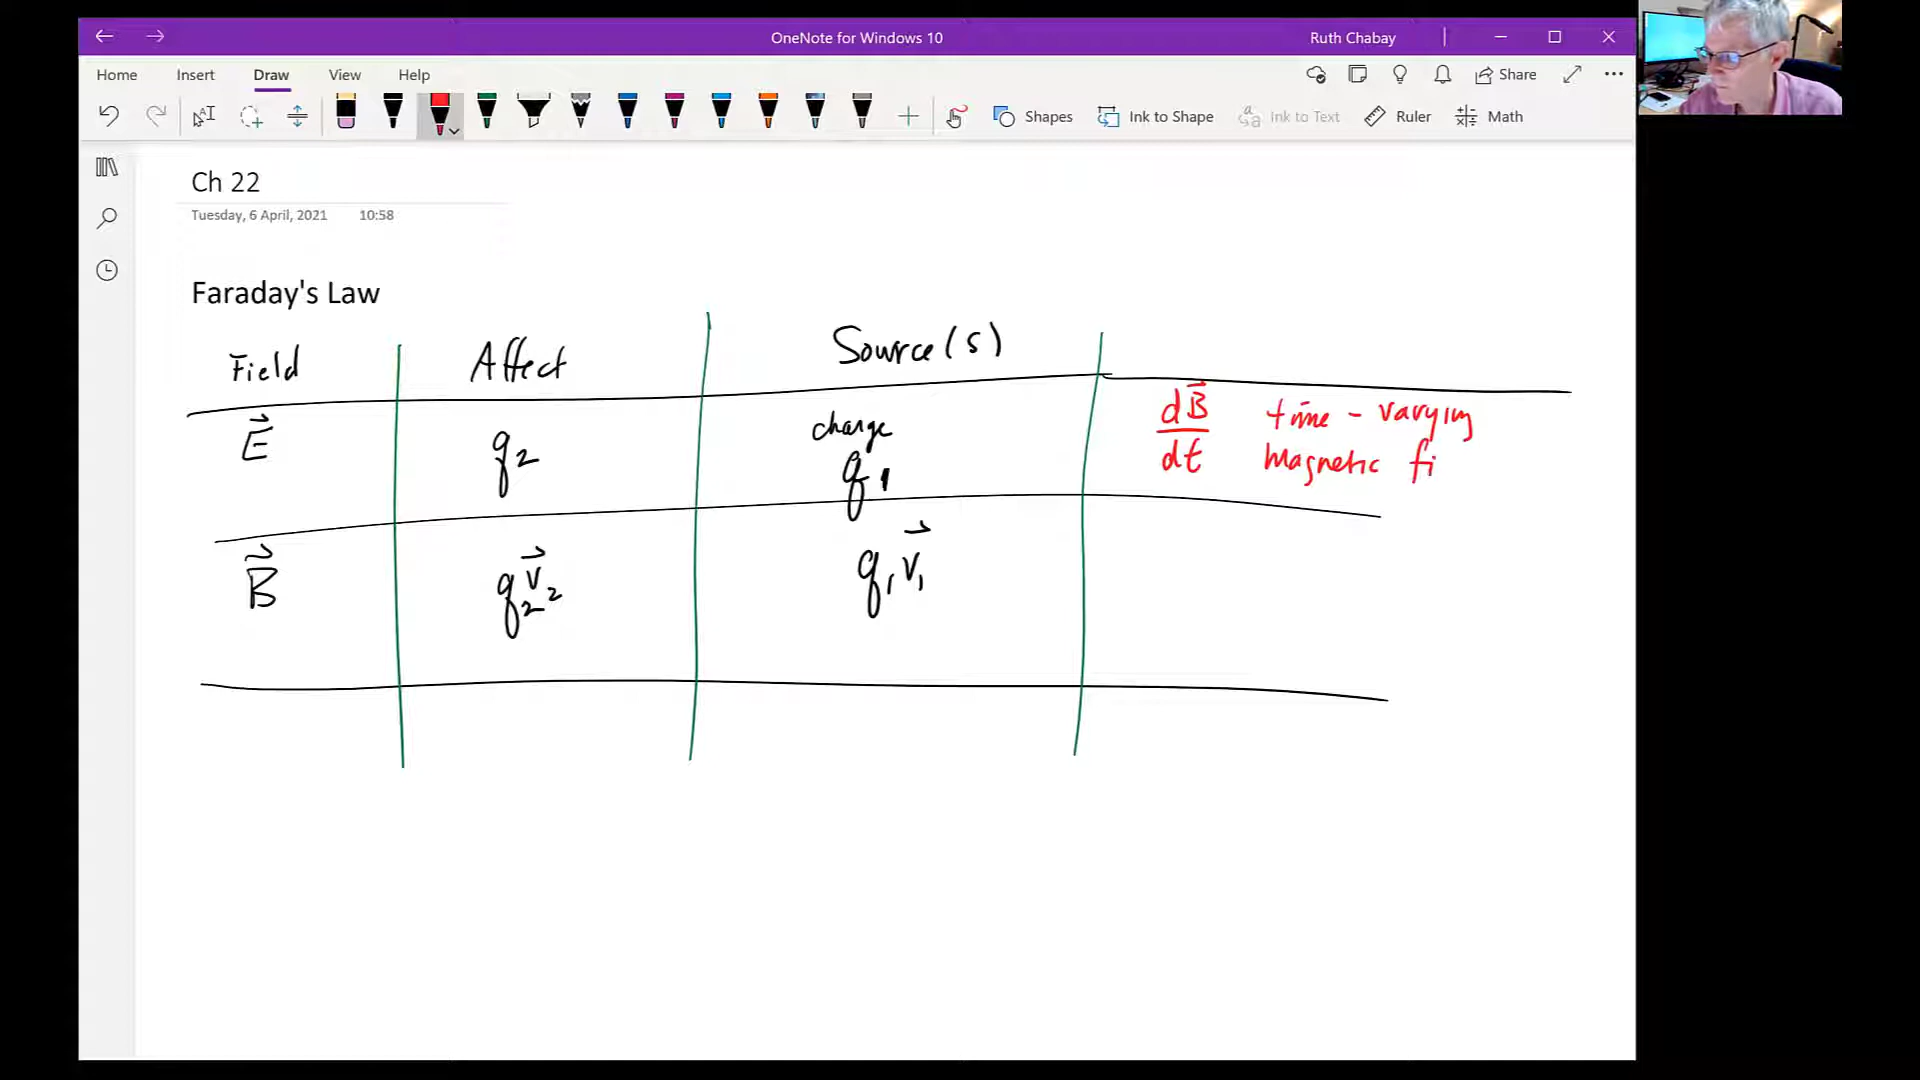 OneNote for Windows 10
Ruth Chabay
Home Insert Draw View Help
Share
Shapes Ink to Shape Ink to Text Ruler Math
Ch 22
Tuesday, 6 April, 2021 10:58
Faraday's Law
Field Affect Source(s)
E⃗ q₂ charge q₁ dB⃗/dt time-varying
magnetic fi
B⃗ q₂v⃗₂ q₁v⃗₁